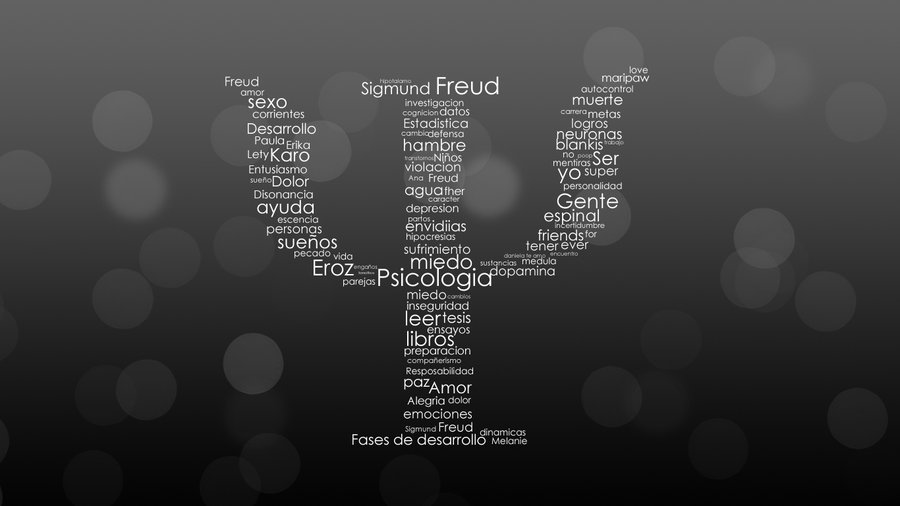 Freud
amor
sexo
corrientes
Desarrollo
Paula Erika
Lety Karo
Entusiasmo
sueño Dolor
Disonancia
ayuda
escencia
personas
sueños
pecado vida
Eroz engaños
parejas
hipotalamo
Sigmund Freud
investigacion
cognicion datos
Estadistica
cambio defensa
hambre
transtornos Niños
violacion
Ana Freud
agua fher
caracter
depresion
partos
envidiias
hipocresias
sufrimiento
miedo
Psicologia
miedo cambios
inseguridad
leer tesis
ensayos
libros
preparacion
compañerismo
Resposabilidad
paz Amor
Alegria dolor
emociones
Sigmund Freud
dinamicas
Fases de desarrollo Melanie
love
maripaw
autocontrol
muerte
carrera metas
logros
neuronas
blankis trabajo
no poop Ser
mentiras
yo super
personalidad
Gente
espinal
incertidumbre
friends for
tener ever
daniela te amo encuentro
sustancias medula
dopamina